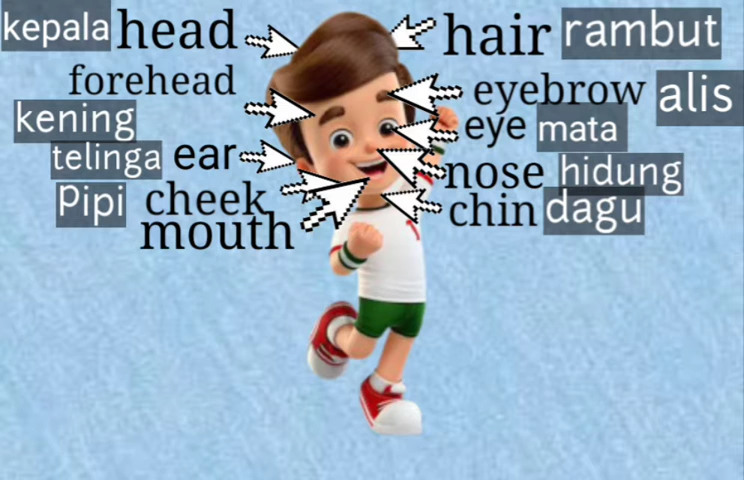 kepala head
forehead
kening
telinga ear
pipi cheek
mouth
hair rambut
eyebrow alis
eye mata
nose hidung
chin dagu